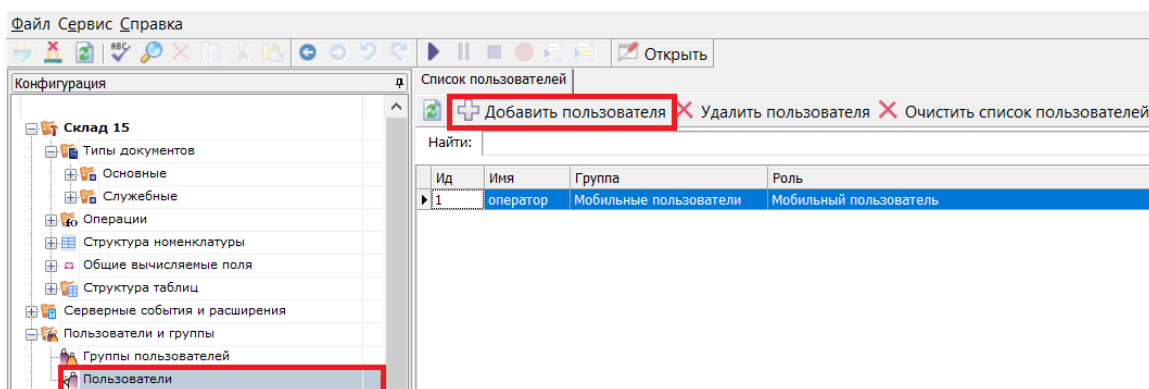 Файл Сервис Справка
ABC Открыть
Конфигурация
Список пользователей
Добавить пользователя Удалить пользователя Очистить список пользователей
Найти:
Ид Имя Группа Роль
1 оператор Мобильные пользователи Мобильный пользователь
Склад 15
Типы документов
Основные
Служебные
Операции
Структура номенклатуры
Общие вычисляемые поля
Структура таблиц
Серверные события и расширения
Пользователи и группы
Группы пользователей
Пользователи